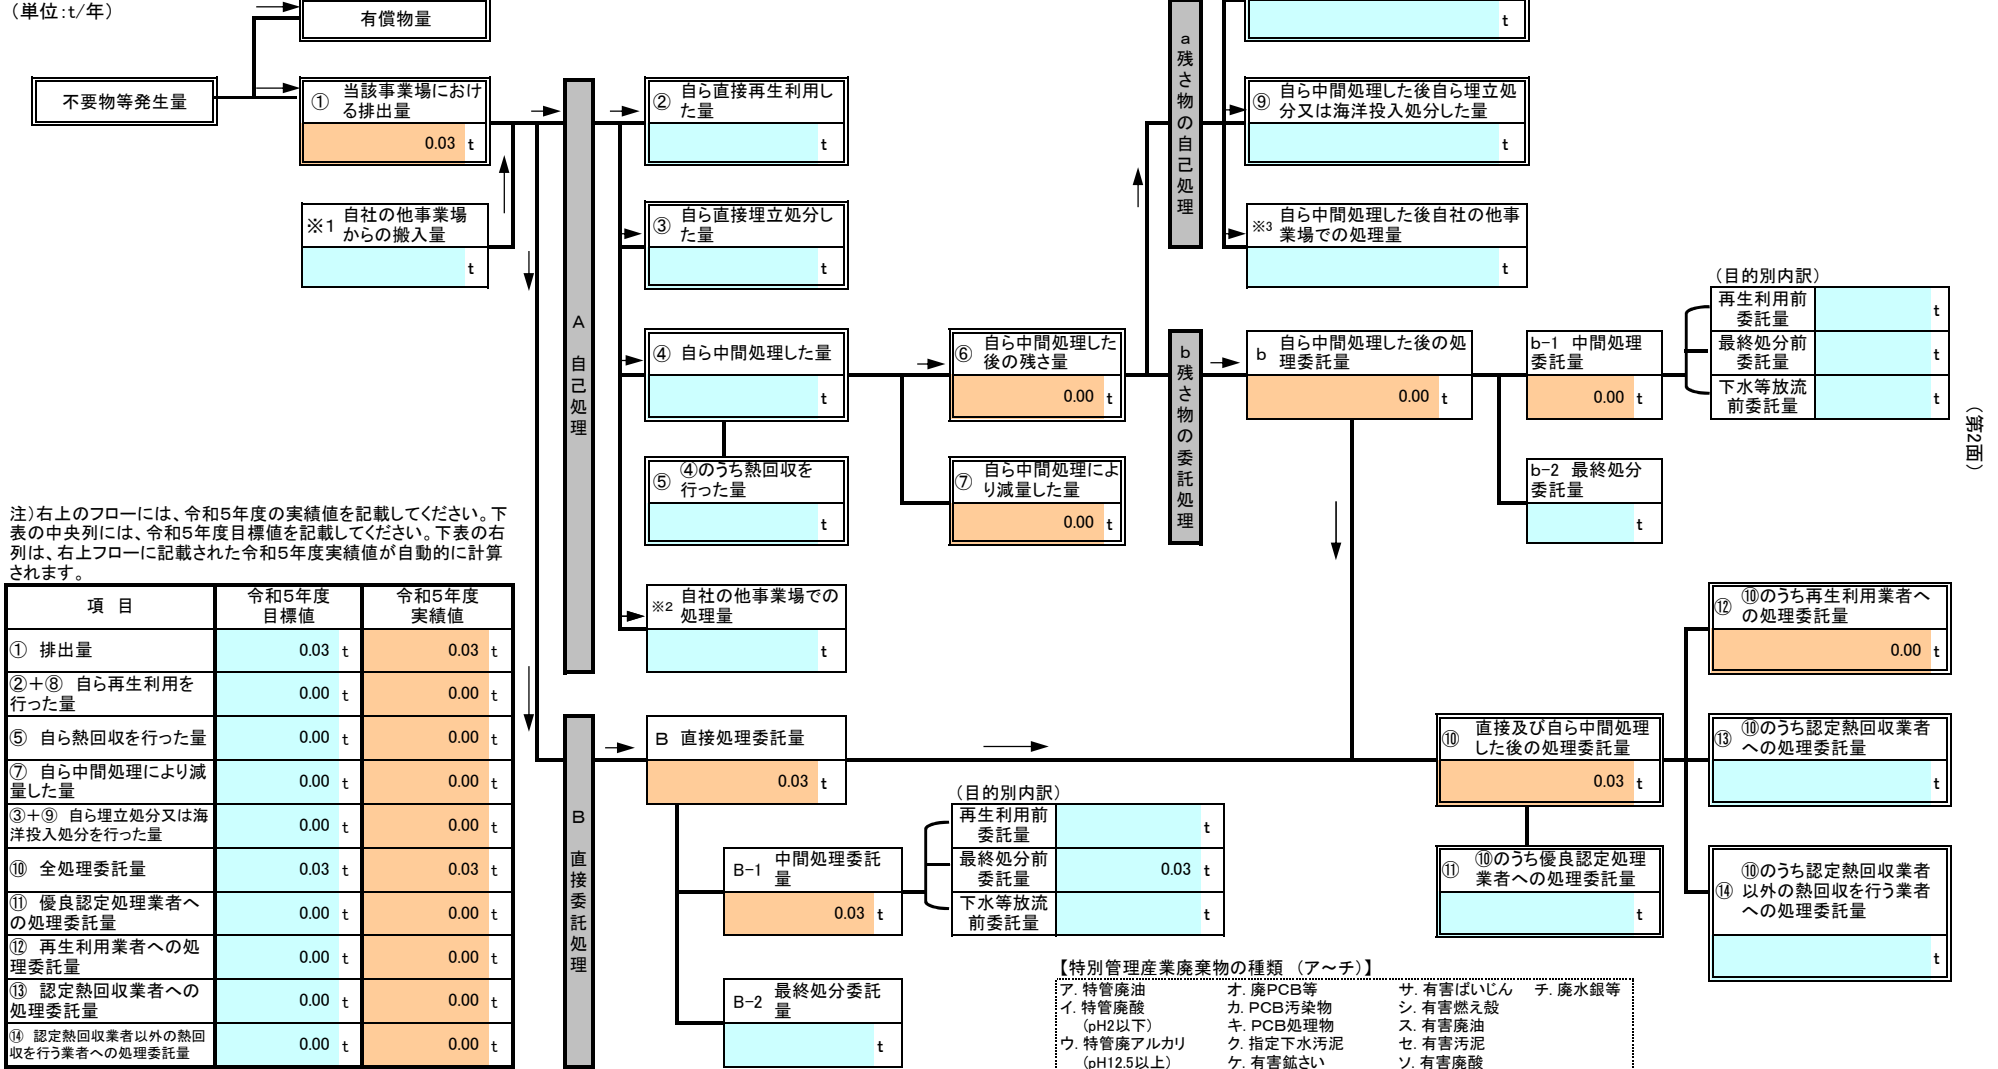 （単位:t/年）
有償物量
不要物等発生量
① 当該事業場におけ
る排出量
0.03 t
※1 自社の他事業場
からの搬入量
t
A 自己処理
② 自ら直接再生利用し
た量
t
③ 自ら直接埋立処分し
た量
t
④ 自ら中間処理した量
t
⑤ ④のうち熱回収を
行った量
t
※2 自社の他事業場での
処理量
t
⑥ 自ら中間処理した
後の残さ量
0.00 t
⑦ 自ら中間処理によ
り減量した量
0.00 t
a 残さ物の自己処理
t
⑨ 自ら中間処理した後自ら埋立処
分又は海洋投入処分した量
t
※3 自ら中間処理した後自社の他事
業場での処理量
t
b 残さ物の委託処理
b 自ら中間処理した後の処
理委託量
0.00 t
b-1 中間処理
委託量
0.00 t
b-2 最終処分
委託量
t
（目的別内訳）
再生利用前
委託量
t
最終処分前
委託量
t
下水等放流
前委託量
t
（第2面）
注）右上のフローには、令和5年度の実績値を記載してください。下
表の中央列には、令和5年度目標値を記載してください。下表の右
列は、右上フローに記載された令和5年度実績値が自動的に計算
されます。
項 目 令和5年度 令和5年度
目標値 実績値
① 排出量 0.03 t 0.03 t
②＋⑧ 自ら再生利用を
行った量 0.00 t 0.00 t
⑤ 自ら熱回収を行った量 0.00 t 0.00 t
⑦ 自ら中間処理により減
量した量 0.00 t 0.00 t
③＋⑨ 自ら埋立処分又は海
洋投入処分を行った量 0.00 t 0.00 t
⑩ 全処理委託量 0.03 t 0.03 t
⑪ 優良認定処理業者へ
の処理委託量 0.00 t 0.00 t
⑫ 再生利用業者への処
理委託量 0.00 t 0.00 t
⑬ 認定熱回収業者への
処理委託量 0.00 t 0.00 t
⑭ 認定熱回収業者以外の熱回
収を行う業者への処理委託量 0.00 t 0.00 t
B 直接委託処理
B 直接処理委託量
0.03 t
B-1 中間処理委託
量
0.03 t
B-2 最終処分委託
量
t
（目的別内訳）
再生利用前
委託量
t
最終処分前
委託量
0.03 t
下水等放流
前委託量
t
⑩ 直接及び自ら中間処理
した後の処理委託量
0.03 t
⑪ ⑩のうち優良認定処理
業者への処理委託量
t
⑫ ⑩のうち再生利用業者へ
の処理委託量
0.00 t
⑬ ⑩のうち認定熱回収業者
への処理委託量
t
⑭ ⑩のうち認定熱回収業者
以外の熱回収を行う業者
への処理委託量
t
【特別管理産業廃棄物の種類 （ア～チ）】
ア. 特管廃油 オ. 廃PCB等 サ. 有害ばいじん チ. 廃水銀等
イ. 特管廃酸 カ. PCB汚染物 シ. 有害燃え殻
（pH2以下） キ. PCB処理物 ス. 有害廃油
ウ. 特管廃アルカリ ク. 指定下水汚泥 セ. 有害汚泥
（pH12.5以上） ケ. 有害鉱さい ソ. 有害廃酸